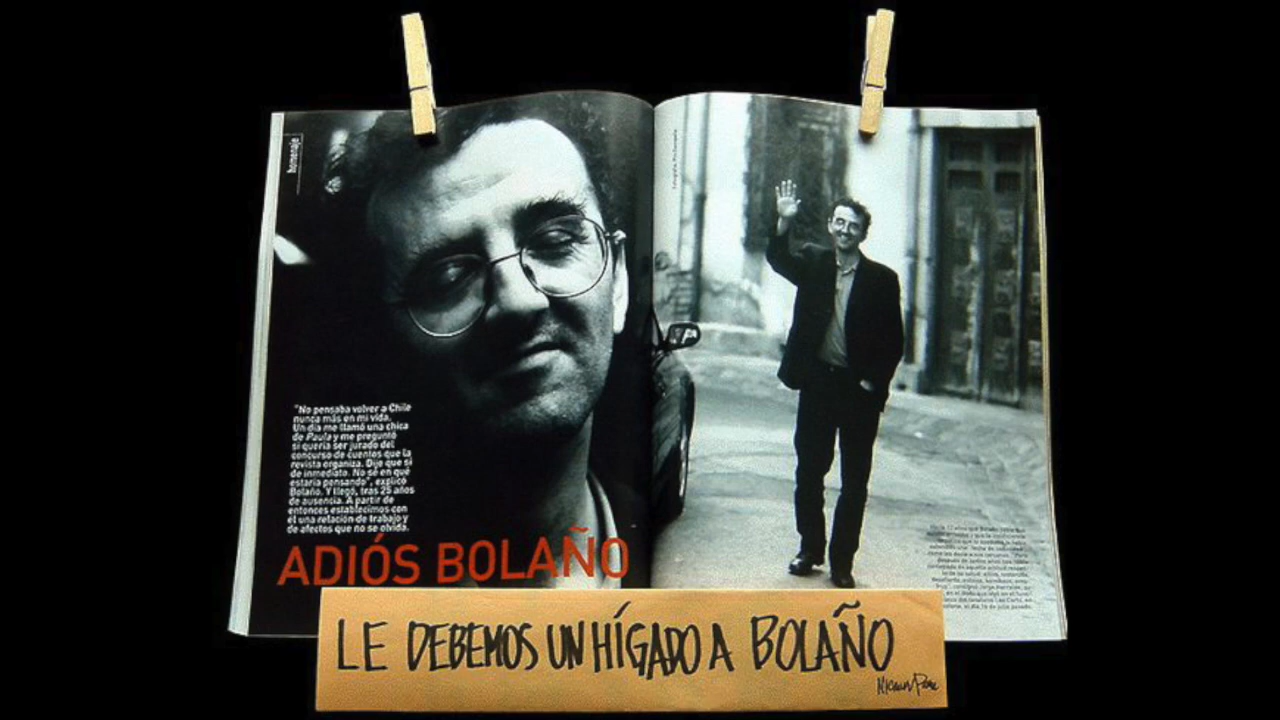 homenaje
"No pensaba volver a Chile
nunca más en mi vida.
Un día me llamó una chica
de Paula y me preguntó
si quería ser jurado del
concurso de cuentos que la
revista organiza. Dije que sí
de inmediato. No sé en qué
estaría pensando", explicó
Bolaño. Y llegó, tras 25 años
de ausencia. A partir de
entonces establecimos con
él una relación de trabajo y
de afectos que no se olvida.
ADIÓS BOLAÑO
LE DEBEMOS UN HÍGADO A BOLAÑO